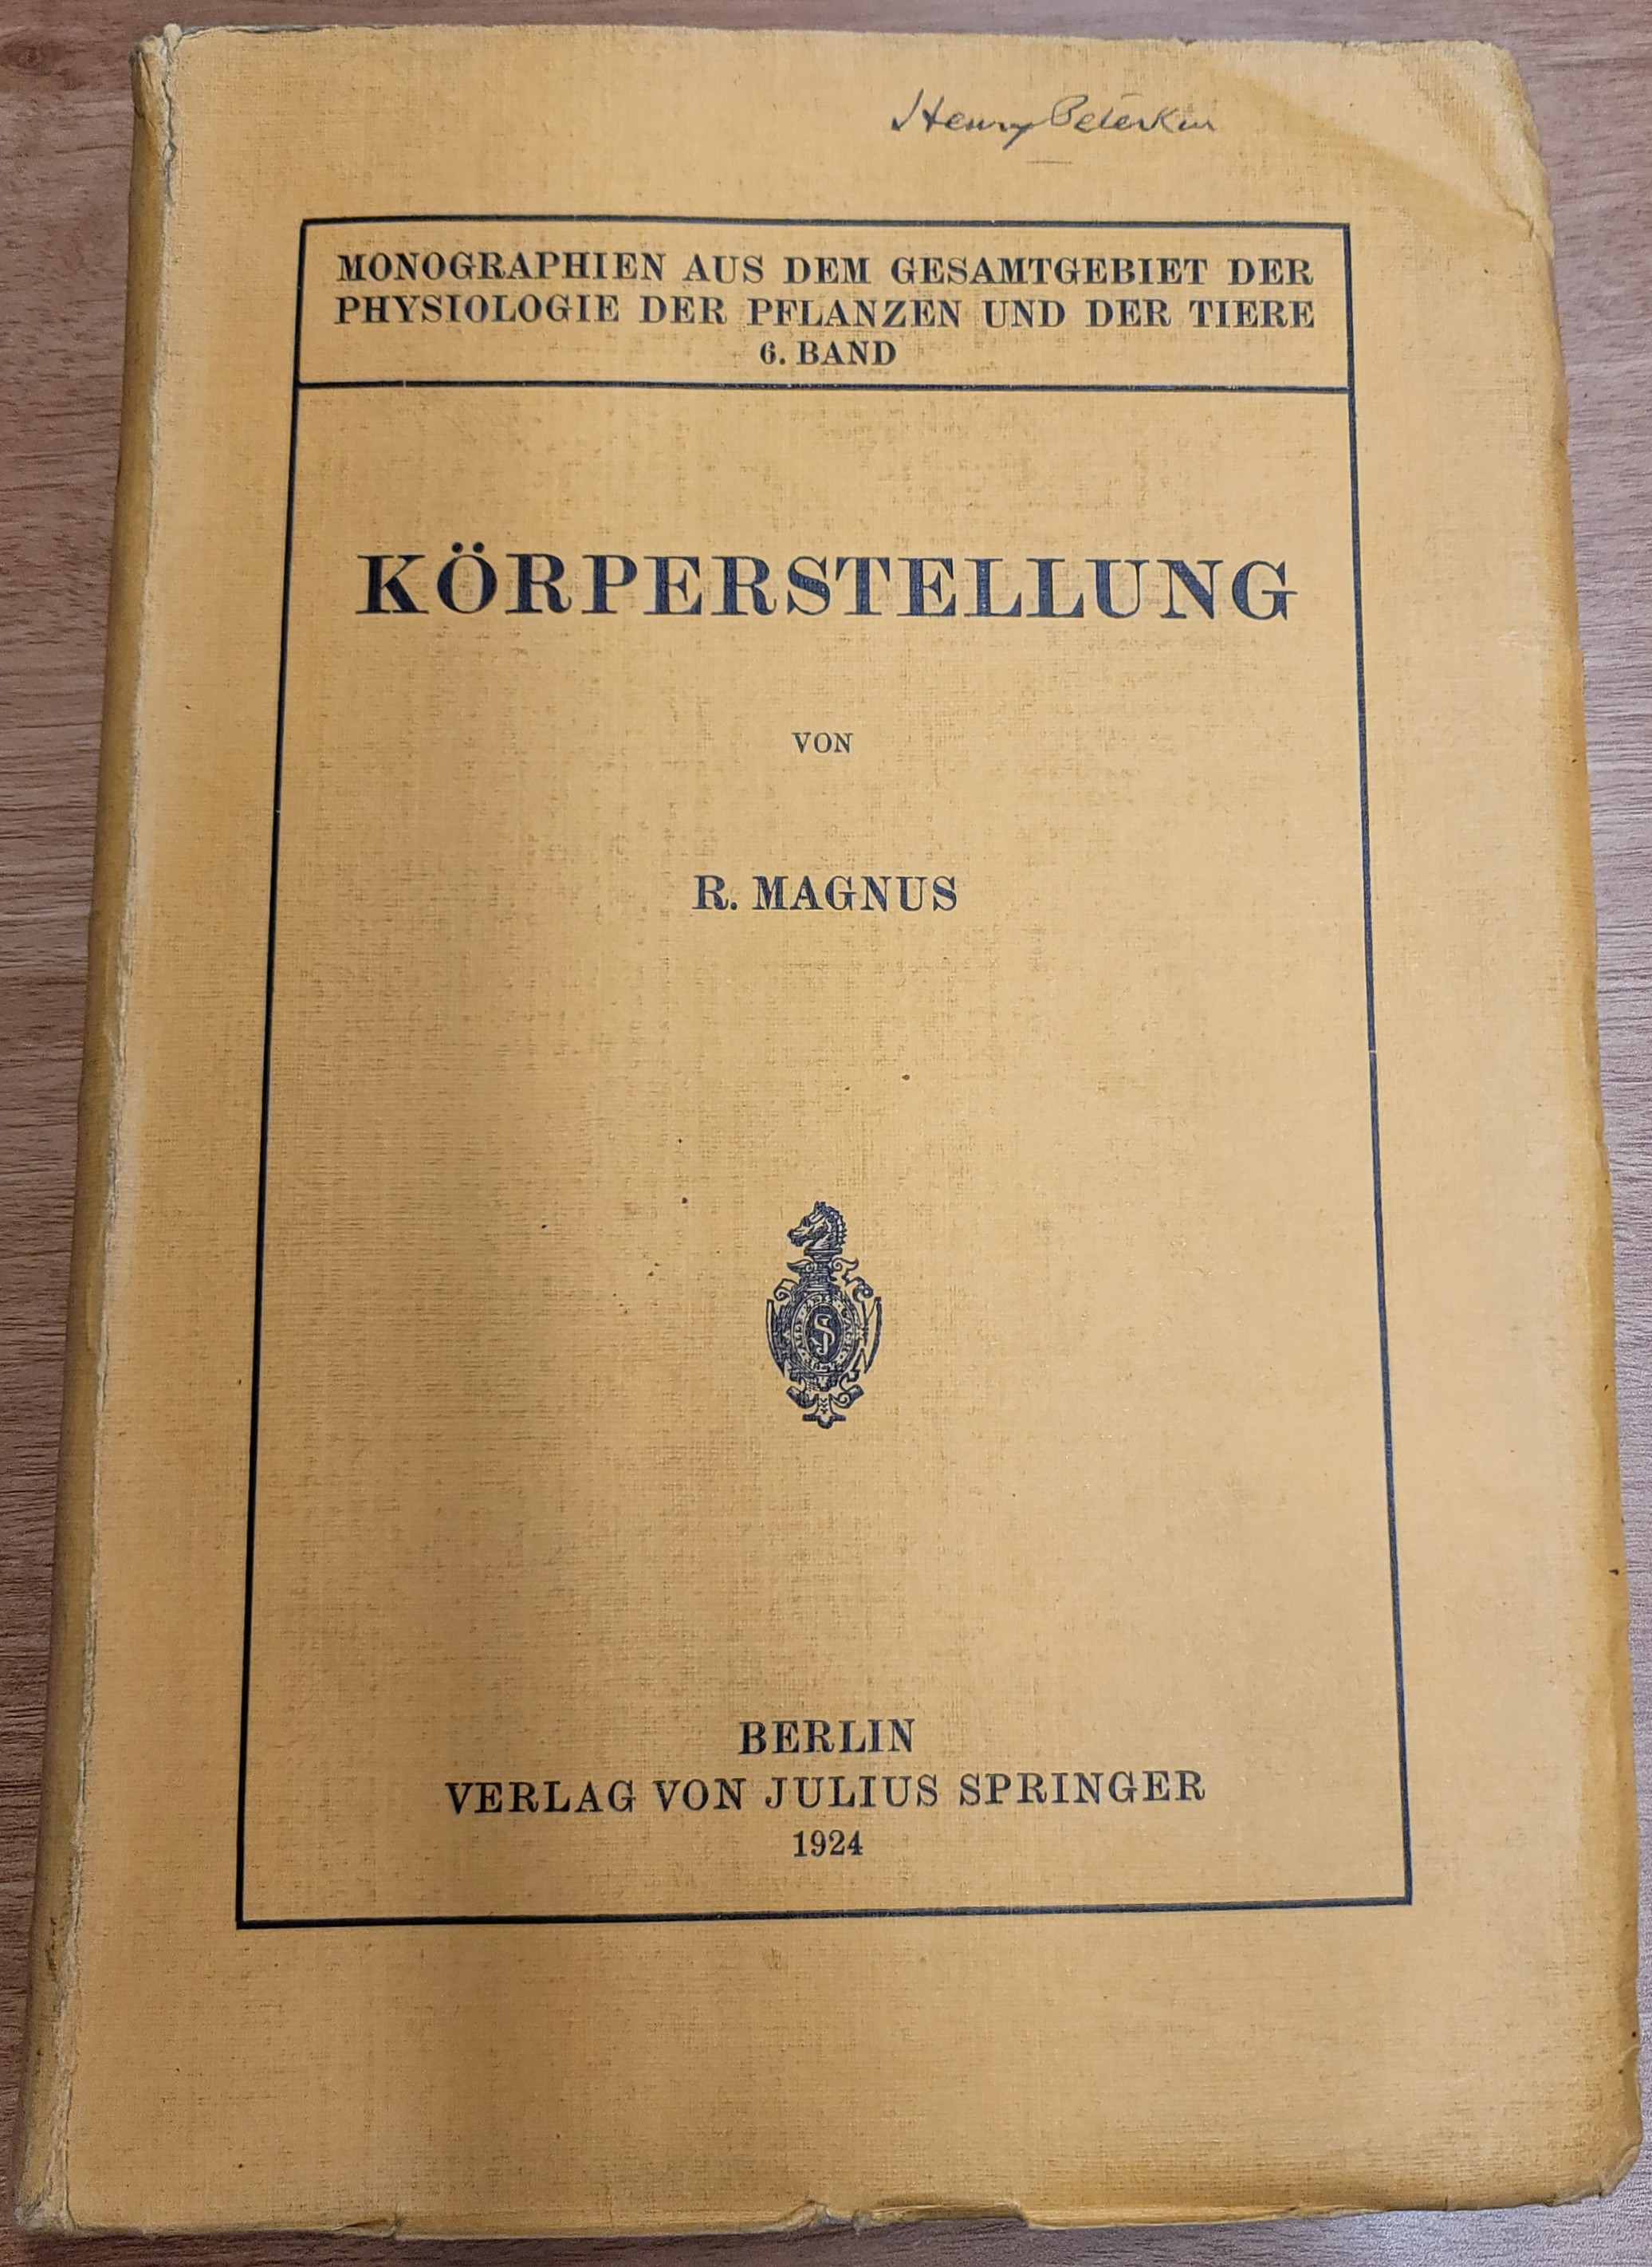 Henry Peterkin
MONOGRAPHIEN AUS DEM GESAMTGEBIET DER
PHYSIOLOGIE DER PFLANZEN UND DER TIERE
6. BAND
KÖRPERSTELLUNG
VON
R. MAGNUS
BERLIN
VERLAG VON JULIUS SPRINGER
1924